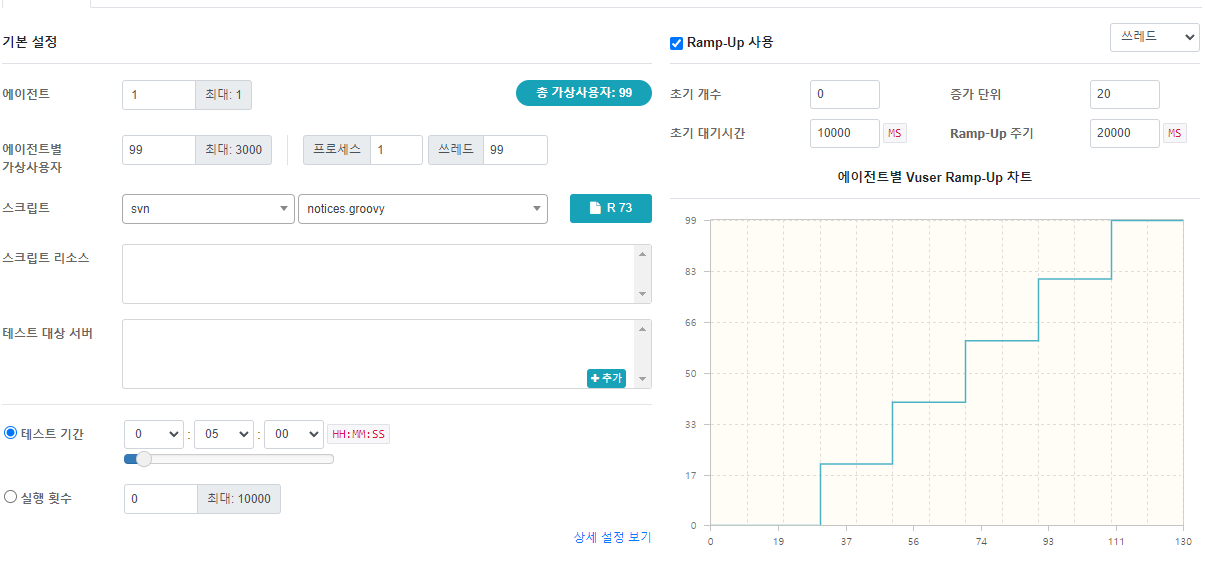 기본 설정
에이전트
1
최대: 1
총 가상사용자: 99
에이전트별
가상사용자
99
최대: 3000
프로세스
1
쓰레드
99
스크립트
svn
notices.groovy
R 73
스크립트 리소스
테스트 대상 서버
+ 추가
테스트 기간
0
:
05
:
00
HH:MM:SS
실행 횟수
0
최대: 10000
상세 설정 보기
Ramp-Up 사용
쓰레드
초기 개수
0
증가 단위
20
초기 대기시간
10000
MS
Ramp-Up 주기
20000
MS
에이전트별 Vuser Ramp-Up 차트
99
83
66
50
33
17
0
0
19
37
56
74
93
111
130